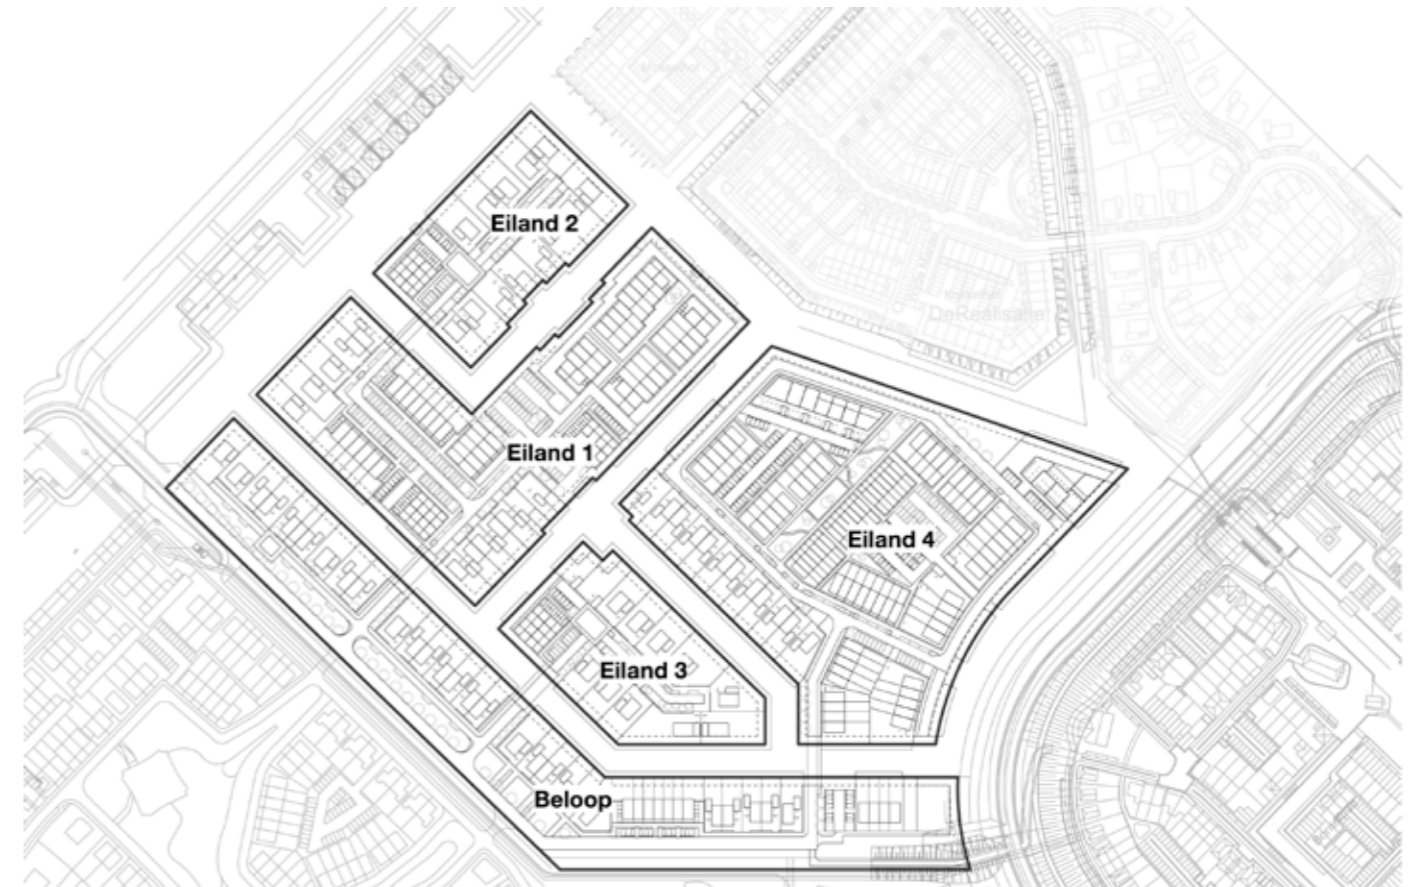 Eiland 2
DeRealisatie
Eiland 1
Eiland 4
Eiland 3
Beloop